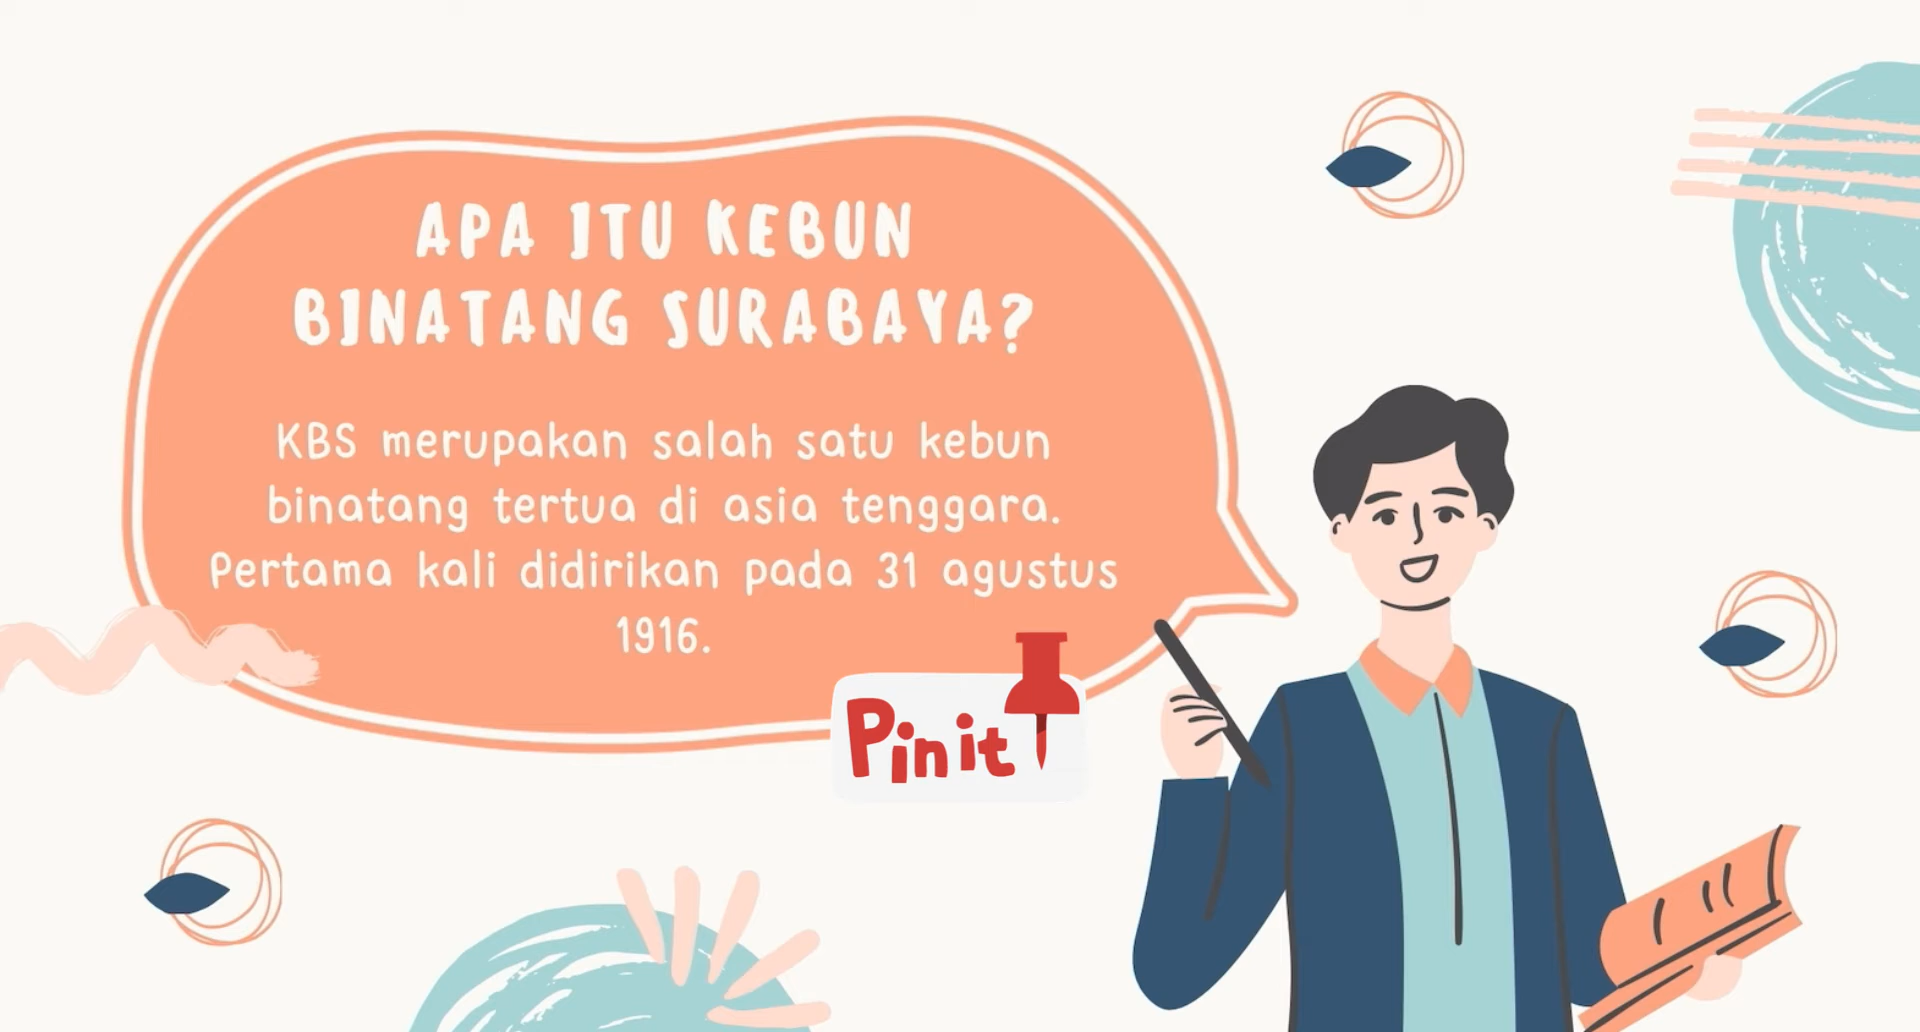 APA ITU KEBUN
BINATANG SURABAYA?
KBS merupakan salah satu kebun
binatang tertua di asia tenggara.
Pertama kali didirikan pada 31 agustus
1916.
Pin it